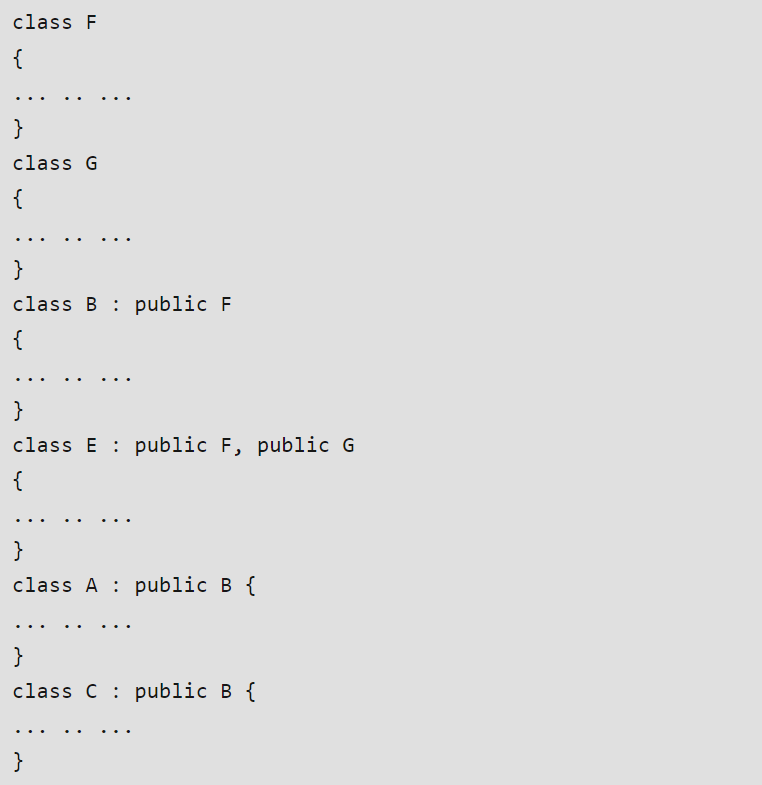 class F
{
... .. ...
}
class G
{
... .. ...
}
class B : public F
{
... .. ...
}
class E : public F, public G
{
... .. ...
}
class A : public B {
... .. ...
}
class C : public B {
... .. ...
}